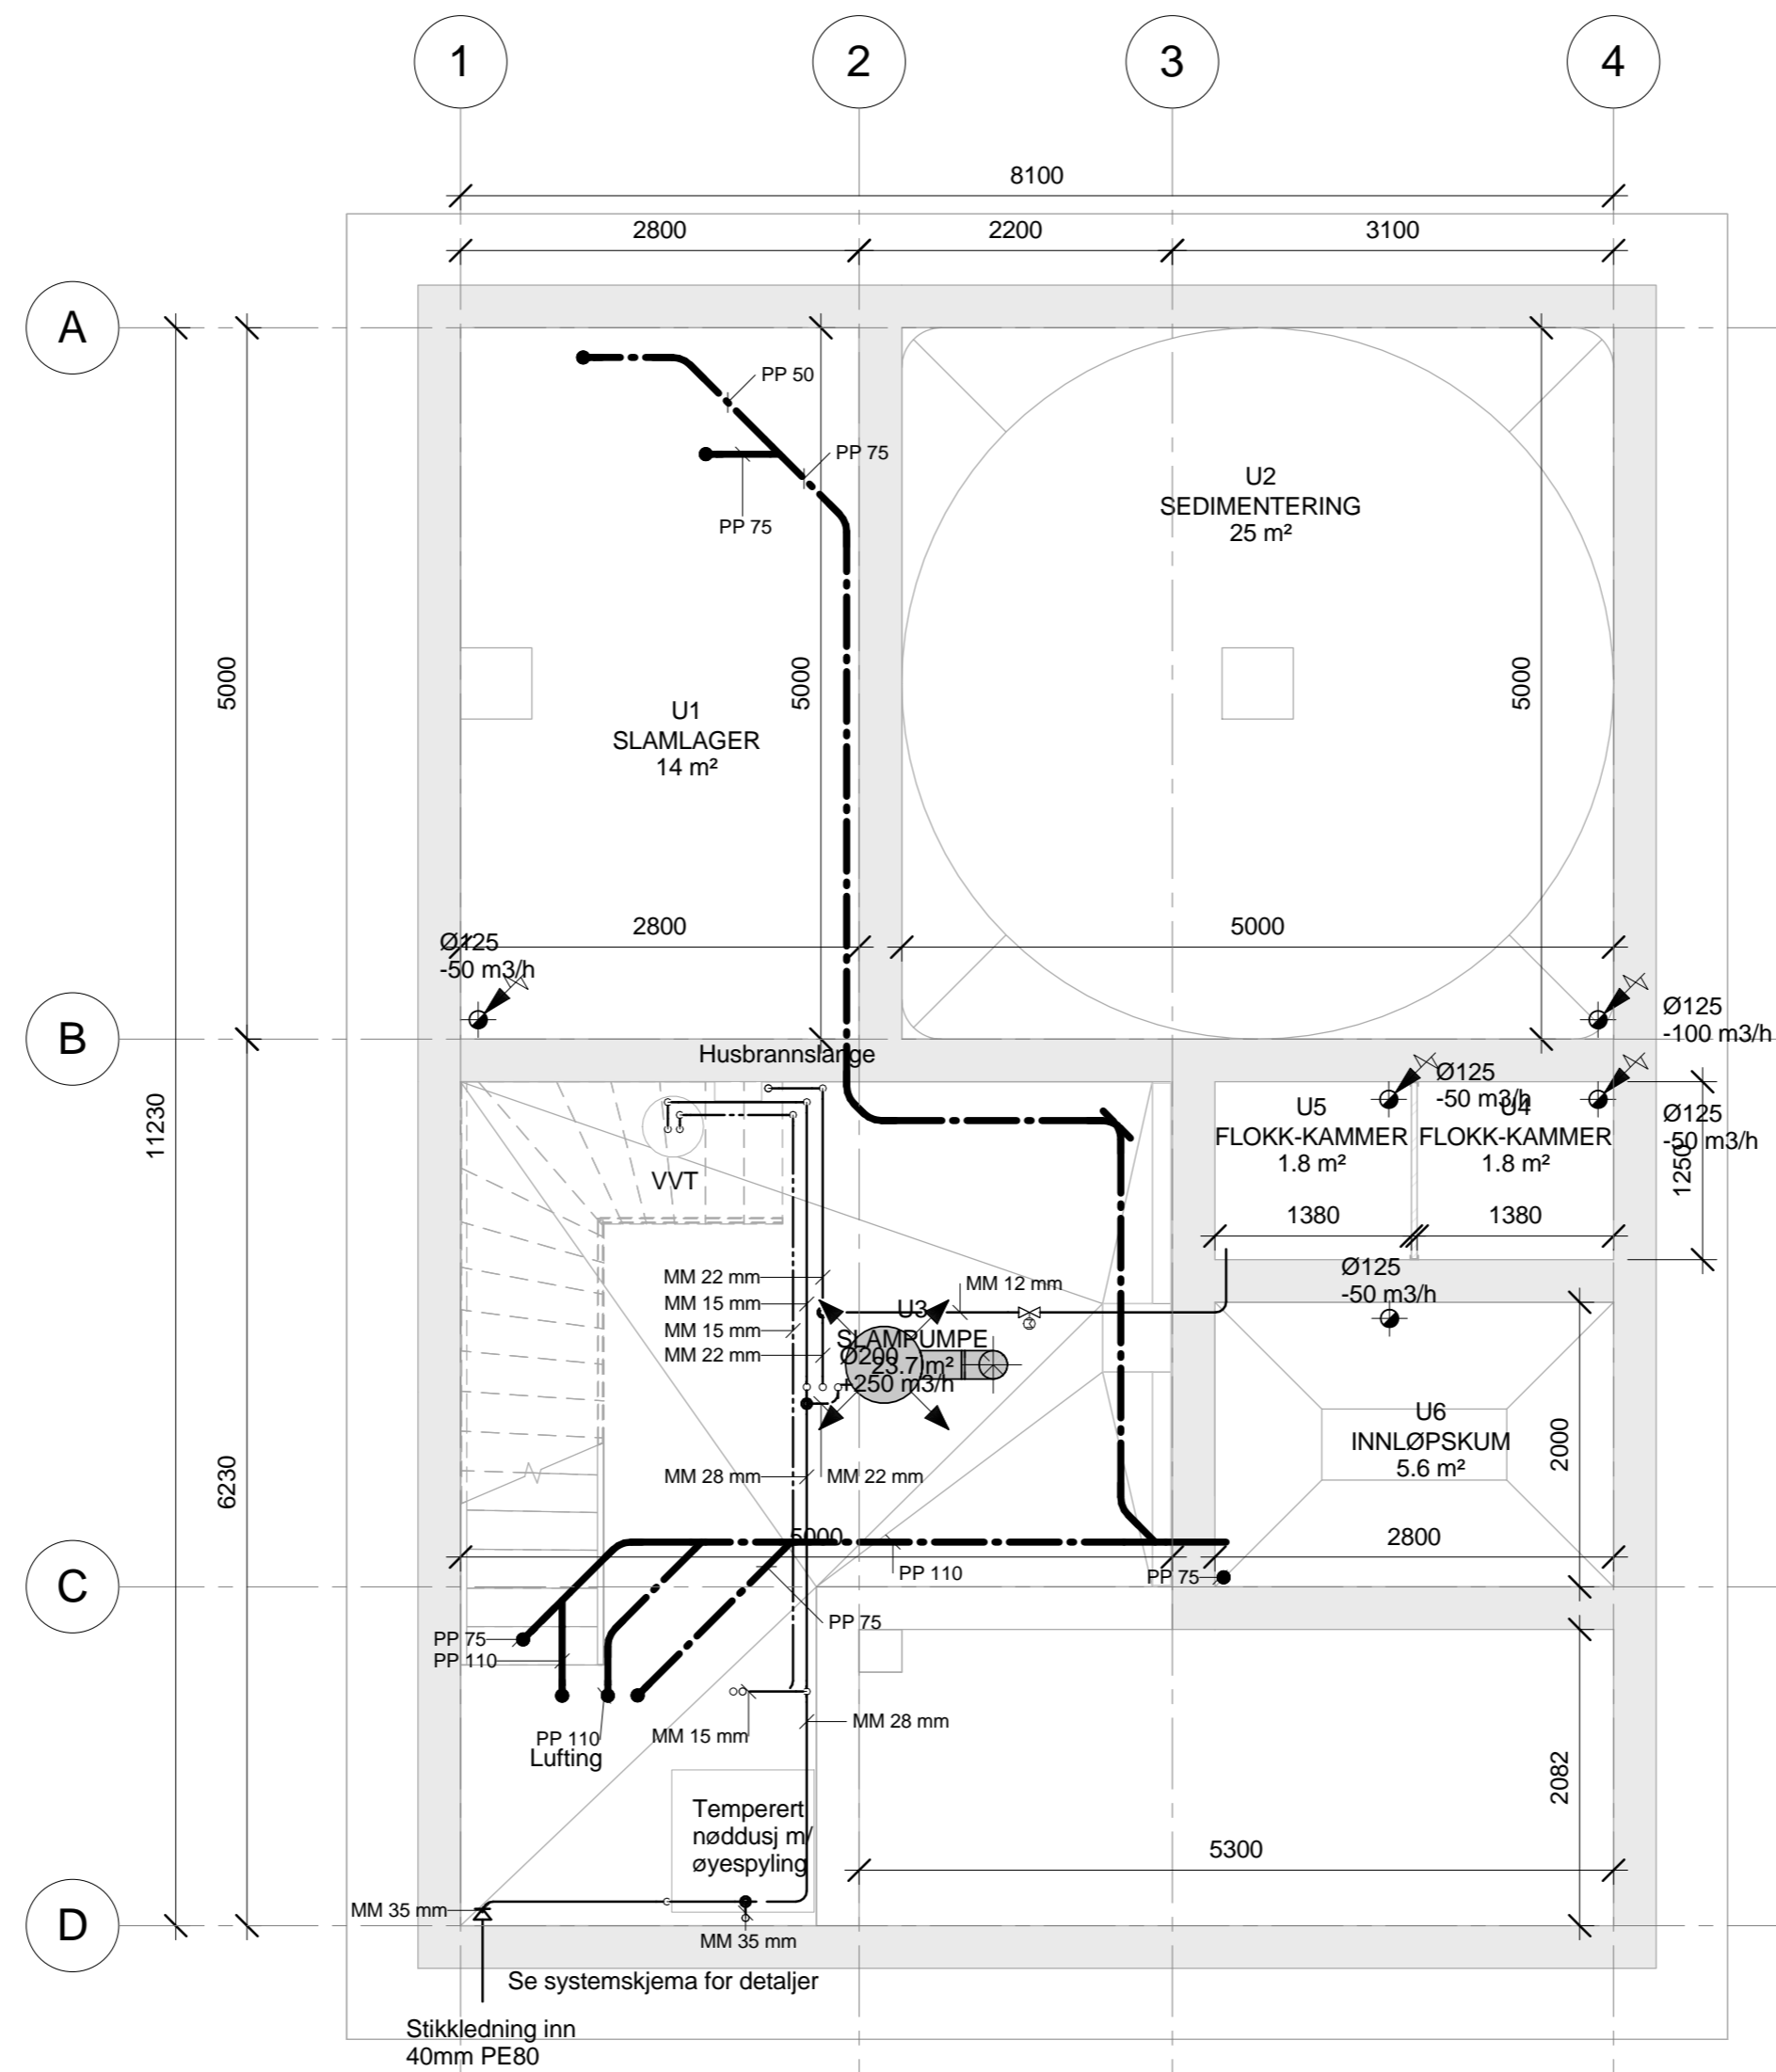 1
2
3
4
8100
2800
2200
3100
A
PP 50
PP 75
PP 75
U2
SEDIMENTERING
25 m²
5000
5000
5000
U1
SLAMLAGER
14 m²
2800
5000
Ø125
-50 m3/h
Ø125
-100 m3/h
B
Husbrannslange
Ø125
-50 m3/h
Ø125
-50 m3/h
U5
FLOKK-KAMMER
1.8 m²
U4
FLOKK-KAMMER
1.8 m²
1250
11230
VVT
1380
1380
MM 22 mm
MM 15 mm
MM 15 mm
MM 22 mm
MM 12 mm
Ø125
-50 m3/h
U3
SLAMPUMPE
23.7 m²
Ø200
+250 m3/h
U6
INNLØPSKUM
5.6 m²
2000
6230
MM 28 mm
MM 22 mm
5000
2800
C
PP 110
PP 75
PP 75
PP 75
PP 110
PP 110
Lufting
MM 15 mm
MM 28 mm
2082
Temperert
nøddusj m/
øyespyling
5300
D
MM 35 mm
MM 35 mm
Se systemskjema for detaljer
Stikkledning inn
40mm PE80